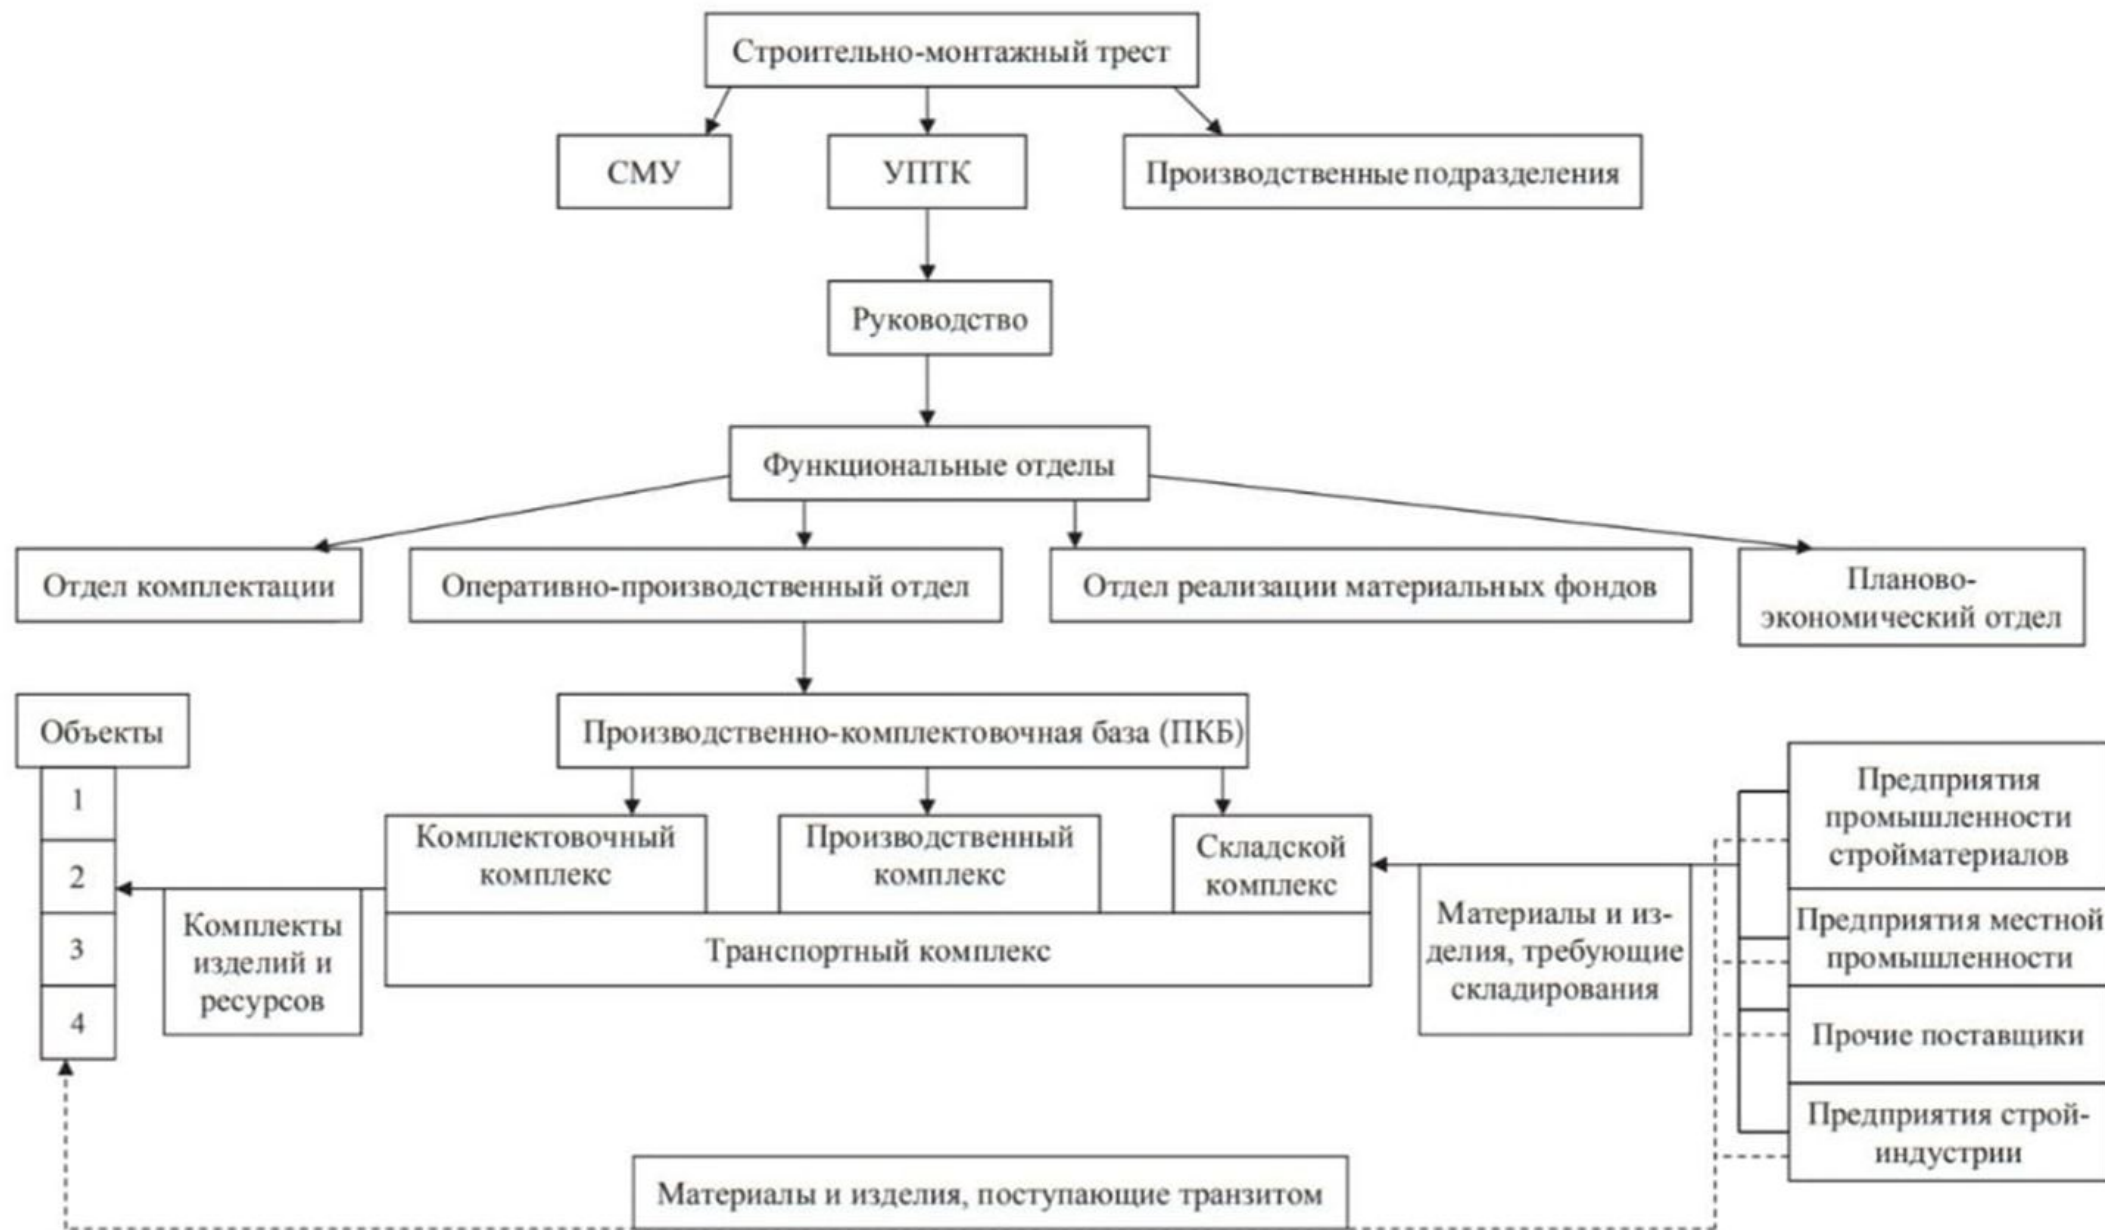 Строительно-монтажный трест
СМУ
УПТК
Производственные подразделения
Руководство
Функциональные отделы
Отдел комплектации
Оперативно-производственный отдел
Отдел реализации материальных фондов
Планово-
экономический отдел
Объекты
1
2
3
4
Производственно-комплектовочная база (ПКБ)
Комплектовочный
комплекс
Производственный
комплекс
Складской
комплекс
Транспортный комплекс
Комплекты
изделий и
ресурсов
Материалы и из-
делия, требующие
складирования
Предприятия
промышленности
стройматериалов
Предприятия местной
промышленности
Прочие поставщики
Предприятия строй-
индустрии
Материалы и изделия, поступающие транзитом